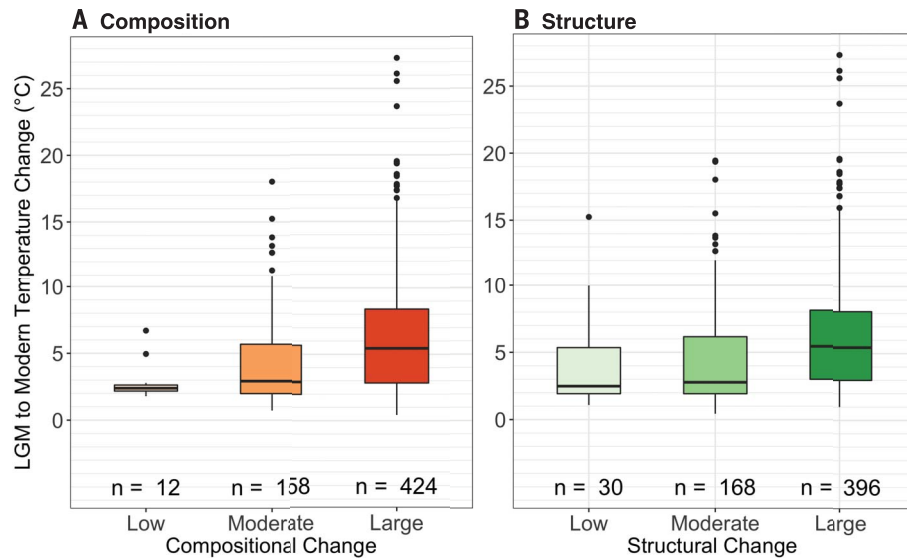 A Composition
B Structure
LGM to Modern Temperature Change (°C)
25
20
15
10
5
0
n = 12
n = 158
n = 424
Low
Moderate
Large
Compositional Change
25
20
15
10
5
0
n = 30
n = 168
n = 396
Low
Moderate
Large
Structural Change